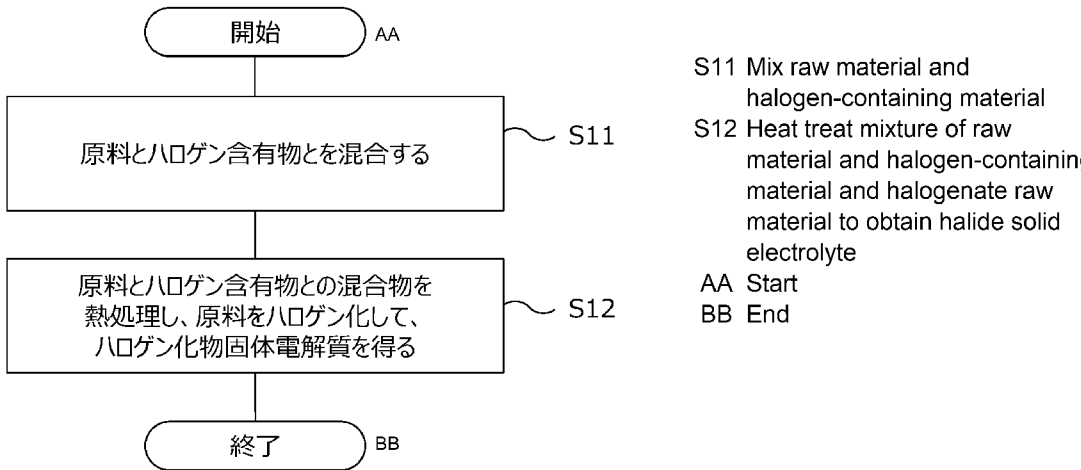 開始 AA
原料とハロゲン含有物とを混合する S11
原料とハロゲン含有物との混合物を
熱処理し、原料をハロゲン化して、
ハロゲン化物固体電解質を得る
S12
終了 BB
S11 Mix raw material and
halogen-containing material
S12 Heat treat mixture of raw
material and halogen-containing
material and halogenate raw
material to obtain halide solid
electrolyte
AA Start
BB End